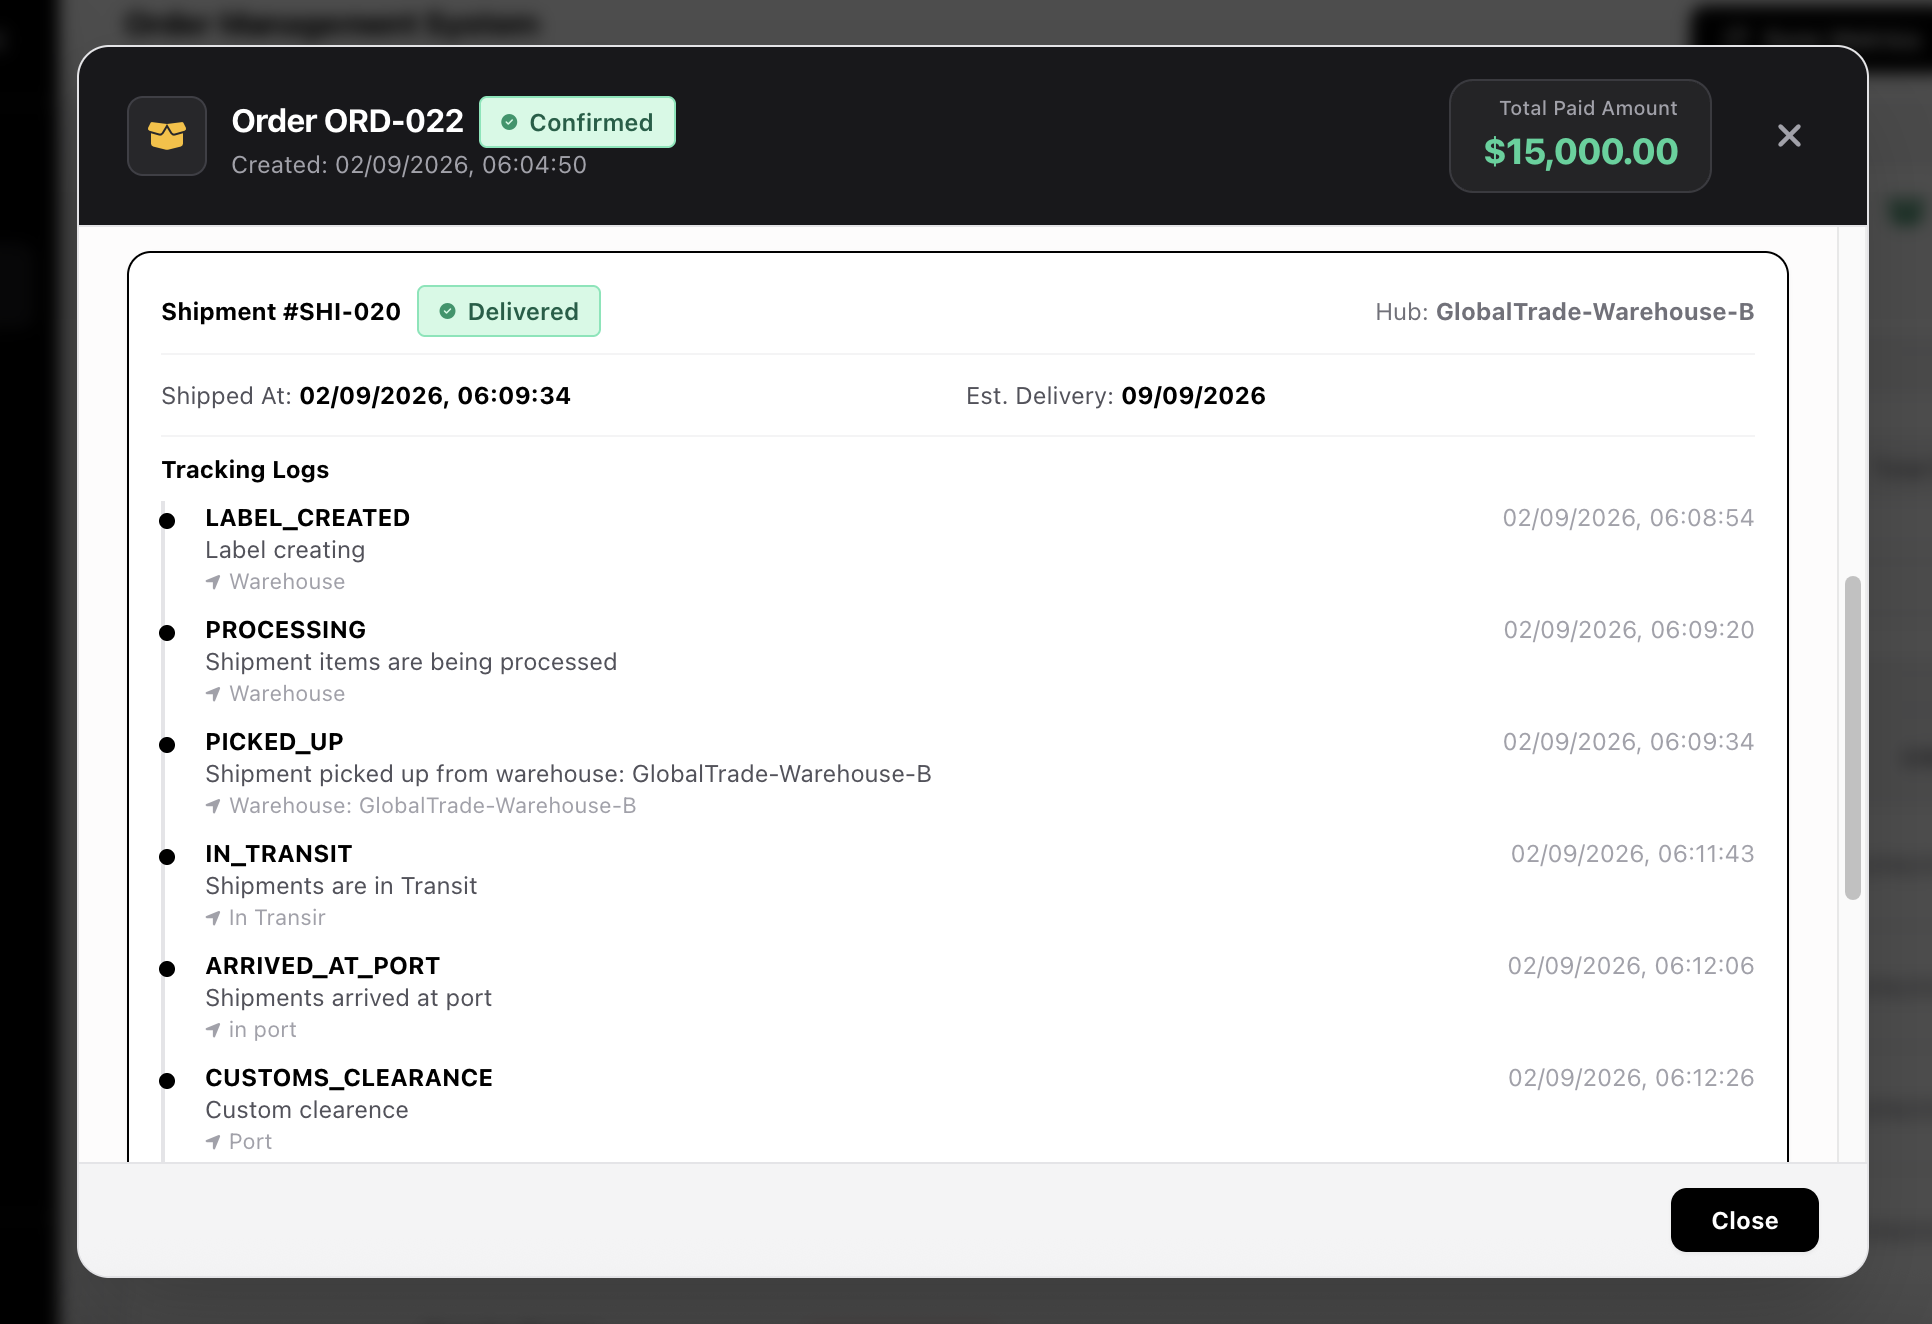 Order Management System
Order ORD-022
Confirmed
Created: 02/09/2026, 06:04:50
Total Paid Amount
$15,000.00
Shipment #SHI-020
Delivered
Hub: GlobalTrade-Warehouse-B
Shipped At: 02/09/2026, 06:09:34
Est. Delivery: 09/09/2026
Tracking Logs
LABEL_CREATED
02/09/2026, 06:08:54
Label creating
Warehouse
PROCESSING
02/09/2026, 06:09:20
Shipment items are being processed
Warehouse
PICKED_UP
02/09/2026, 06:09:34
Shipment picked up from warehouse: GlobalTrade-Warehouse-B
Warehouse: GlobalTrade-Warehouse-B
IN_TRANSIT
02/09/2026, 06:11:43
Shipments are in Transit
In Transir
ARRIVED_AT_PORT
02/09/2026, 06:12:06
Shipments arrived at port
in port
CUSTOMS_CLEARANCE
02/09/2026, 06:12:26
Custom clearence
Port
Close